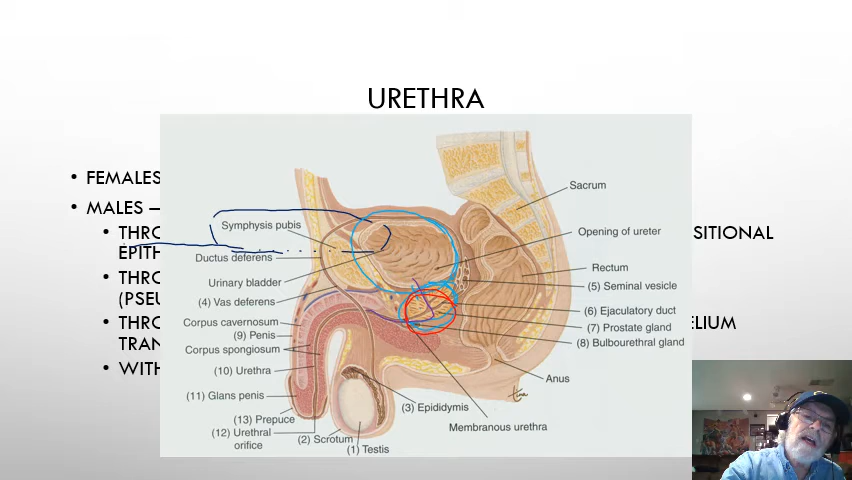 URETHRA
• FEMALES
• MALES –
• THRO
SITIONAL
EPITH
• THRO
(PSEU
• THRO
ELIUM
TRAN
• WITH
Symphysis pubis
Ductus deferens
Urinary bladder
(4) Vas deferens
Corpus cavernosum
(9) Penis
Corpus spongiosum
(10) Urethra
(11) Glans penis
(13) Prepuce
(12) Urethral
orifice
(2) Scrotum
(1) Testis
(3) Epididymis
Membranous urethra
Sacrum
Opening of ureter
Rectum
(5) Seminal vesicle
(6) Ejaculatory duct
(7) Prostate gland
(8) Bulbourethral gland
Anus